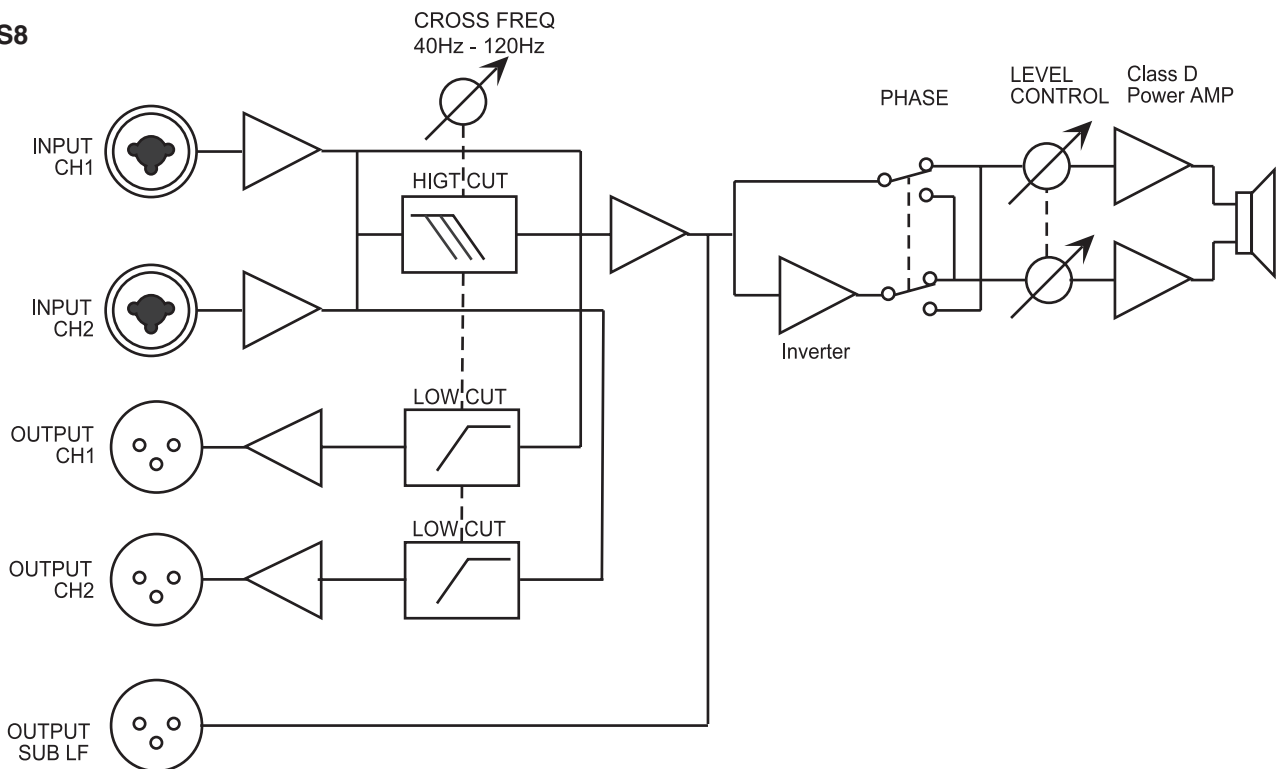 S8
CROSS FREQ
40Hz - 120Hz
INPUT
CH1
HIGT CUT
PHASE
LEVEL
CONTROL
Class D
Power AMP
INPUT
CH2
Inverter
LOW CUT
OUTPUT
CH1
LOW CUT
OUTPUT
CH2
OUTPUT
SUB LF